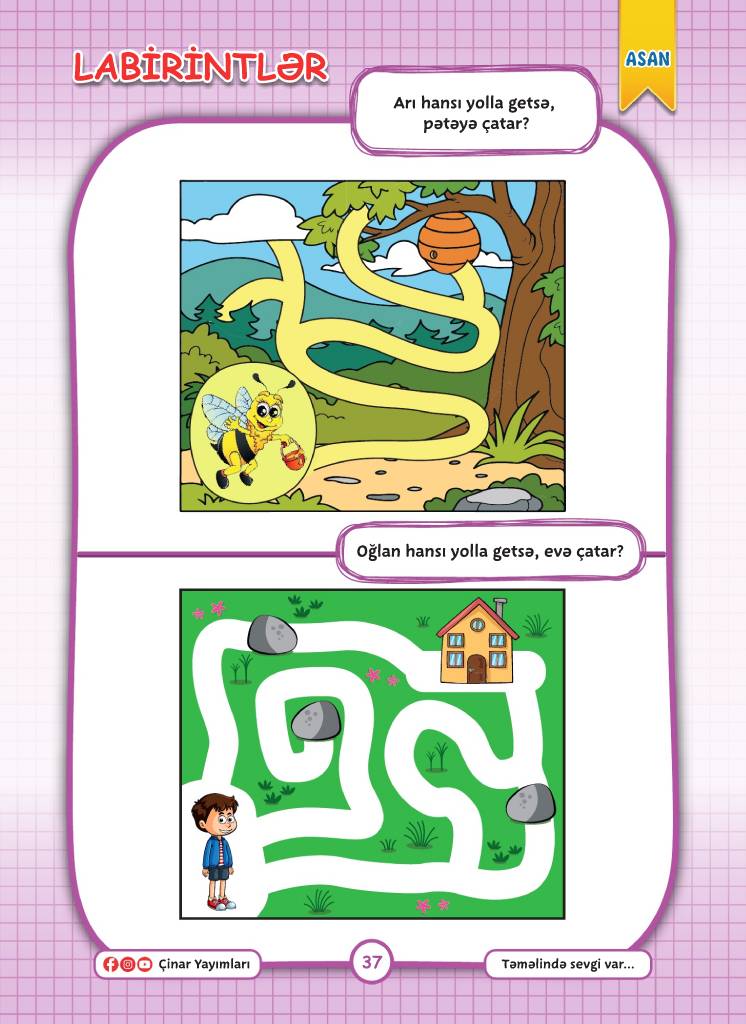 LABİRİNTLƏR
ASAN
Arı hansı yolla getsə,
pətəyə çatar?
Oğlan hansı yolla getsə, evə çatar?
Çinar Yayımları
37
Təməlində sevgi var...